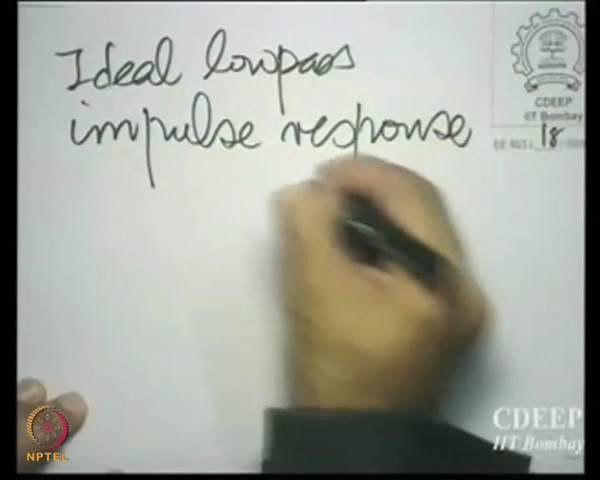 Ideal lowpass
impulse response
CDEEP
IIT Bombay
18
NPTEL
CDEEP
IIT Bombay